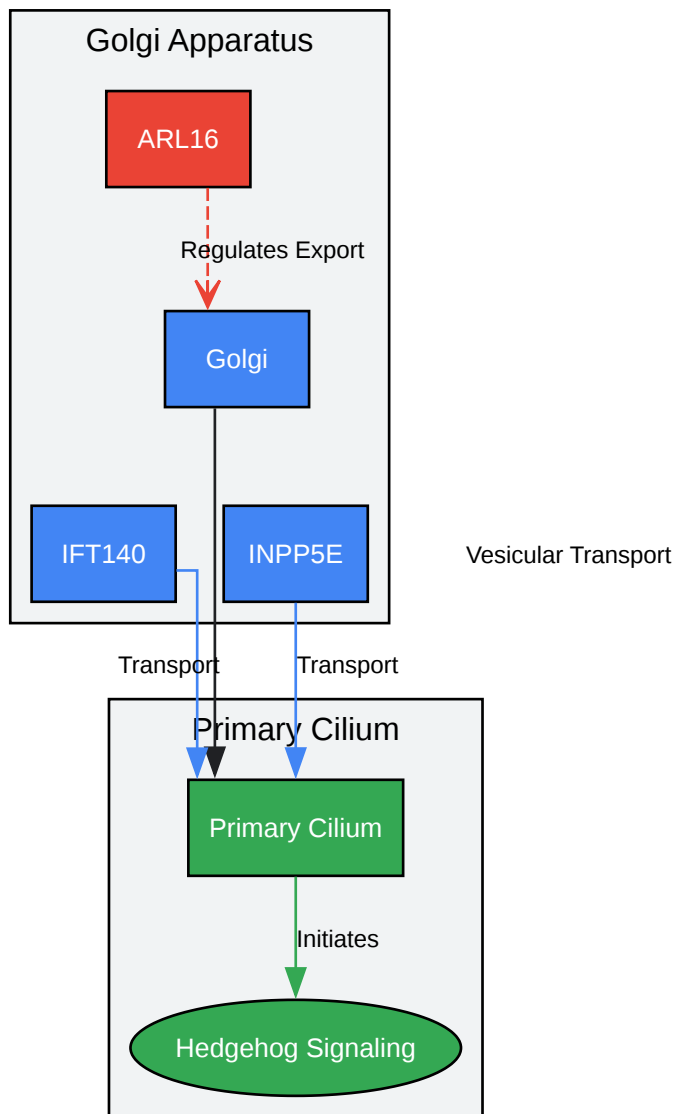 Golgi Apparatus
ARL16
Regulates Export
Golgi
IFT140
INPP5E
Vesicular Transport
Transport
Transport
Primary Cilium
Primary Cilium
Initiates
Hedgehog Signaling